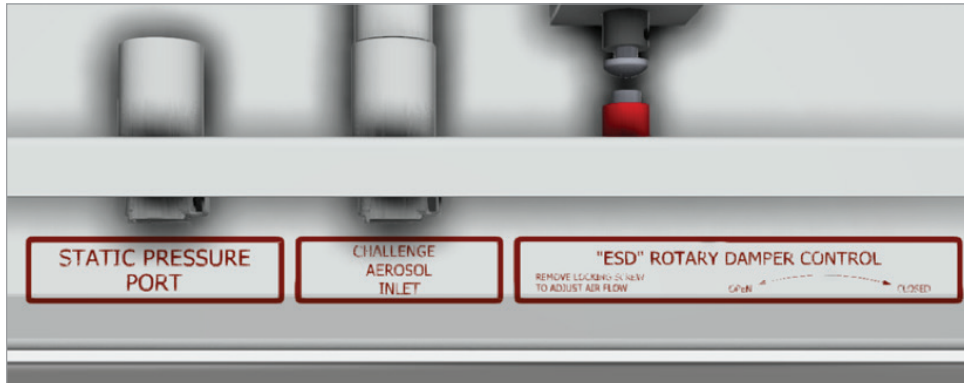 STATIC PRESSURE
PORT
CHALLENGE
AEROSOL
INLET
"ESD" ROTARY DAMPER CONTROL
REMOVE LOCKING SCREW
TO ADJUST AIR FLOW
OPEN CLOSED